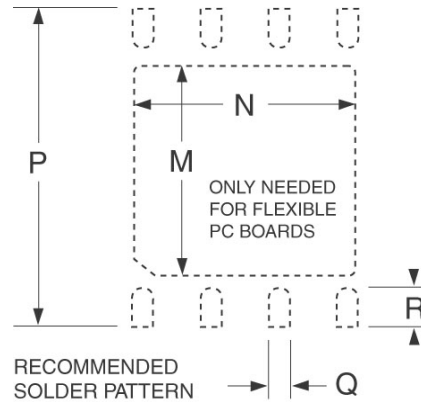 P
N
M
ONLY NEEDED
FOR FLEXIBLE
PC BOARDS
R
RECOMMENDED
SOLDER PATTERN
Q